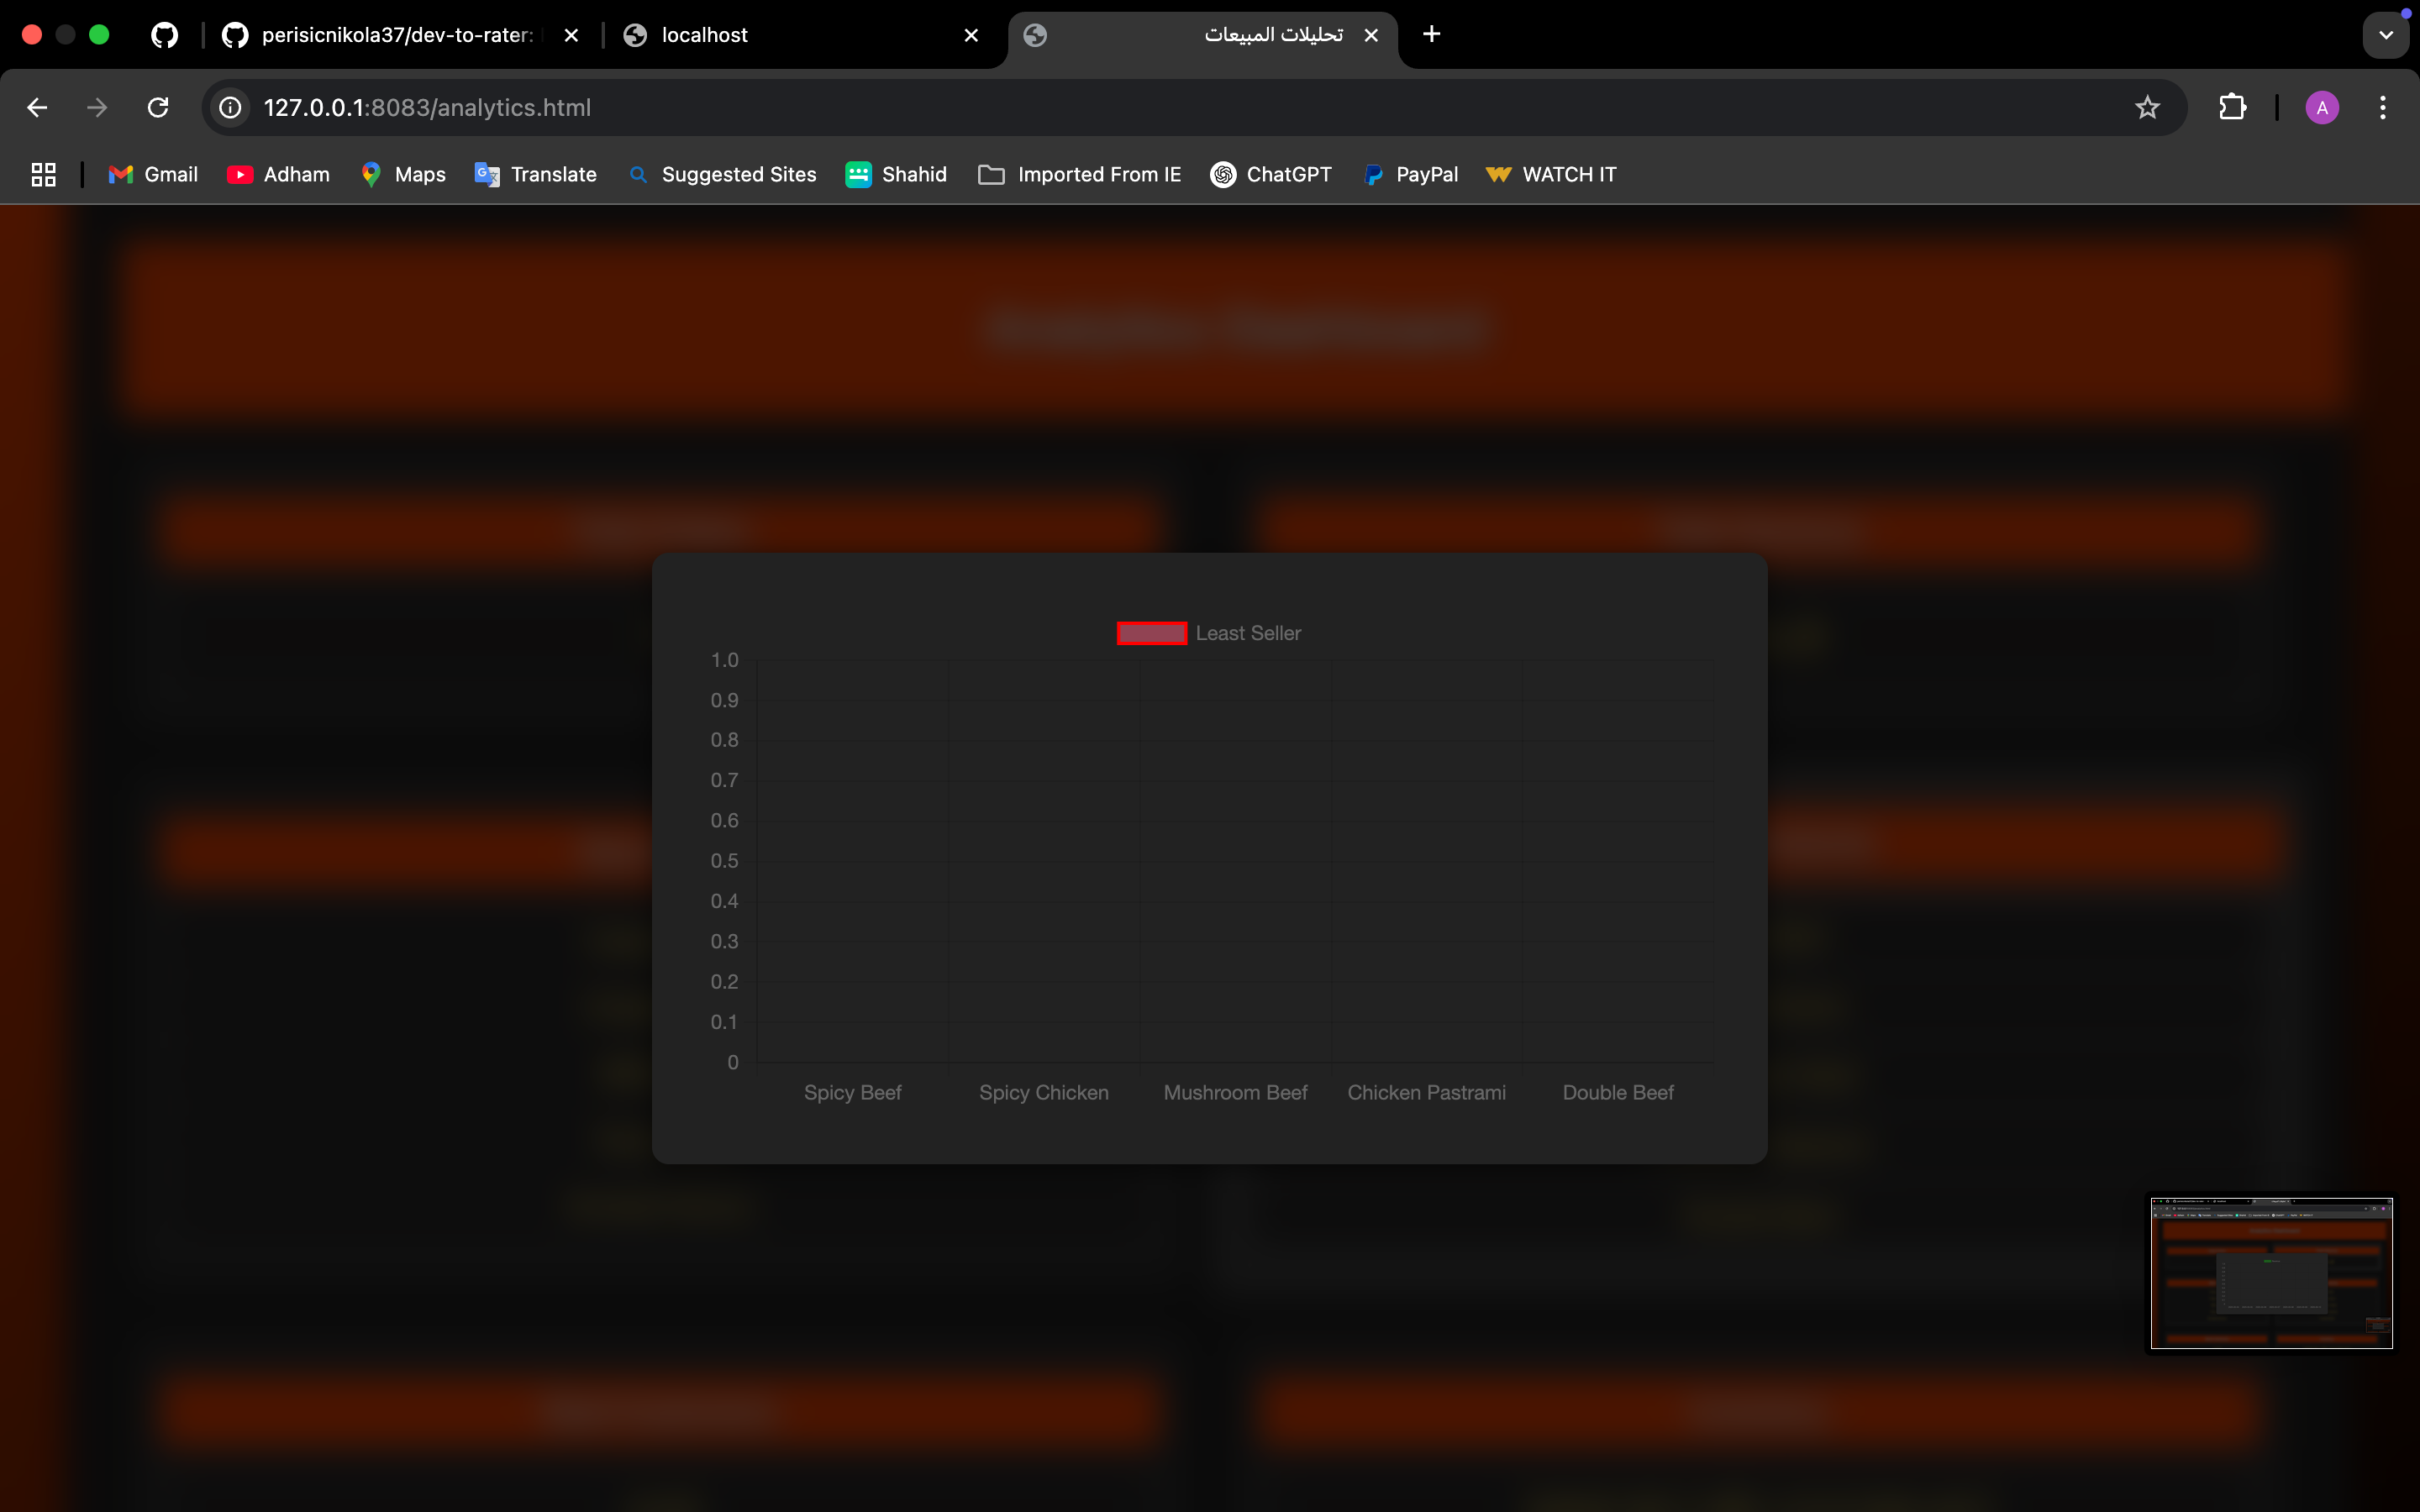 perisicnikola37/dev-to-rater:
localhost
تحليلات المبيعات
127.0.0.1:8083/analytics.html
A
Gmail
Adham
Maps
Translate
Suggested Sites
Shahid
Imported From IE
ChatGPT
PayPal
WATCH IT
Analytics Dashboard
Least Seller
1.0
0.9
0.8
0.7
0.6
0.5
0.4
0.3
0.2
0.1
0
Spicy Beef
Spicy Chicken
Mushroom Beef
Chicken Pastrami
Double Beef